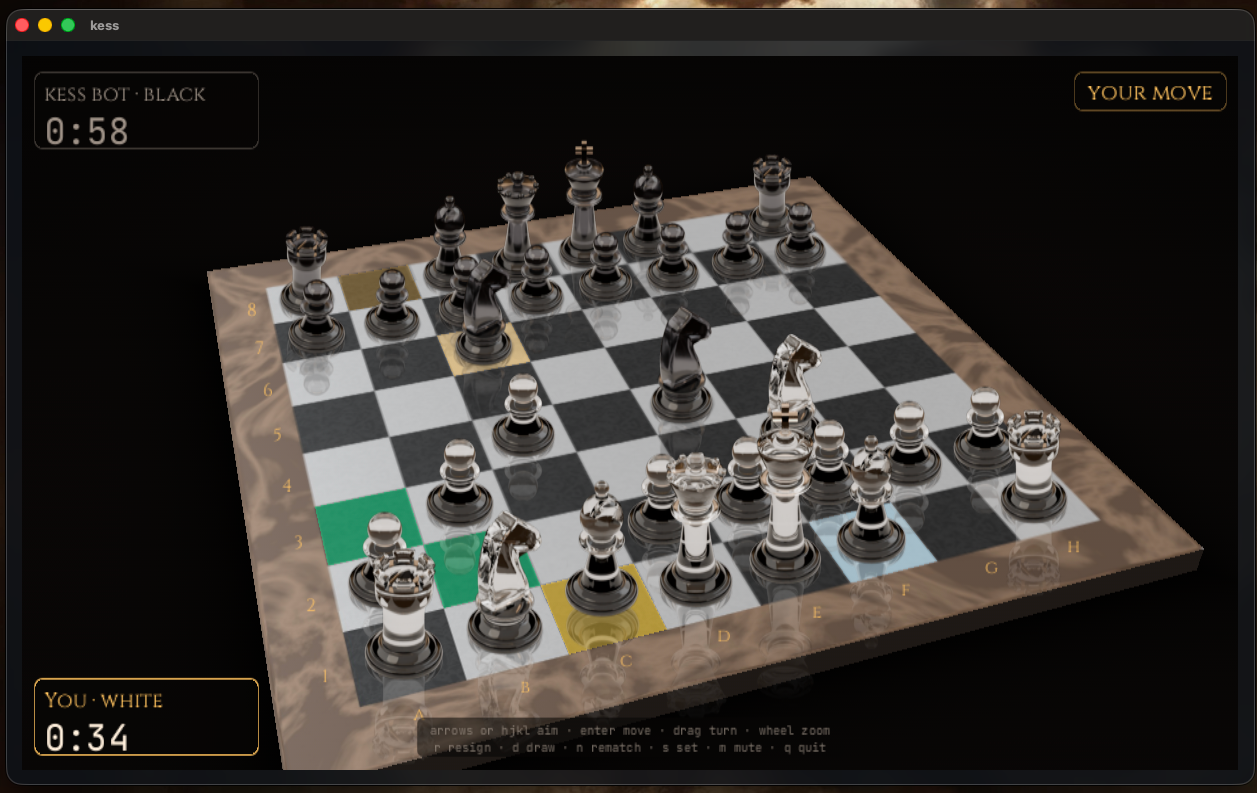 kess
KESS BOT · BLACK
0:58
YOUR MOVE
8
7
6
5
4
3
2
1
A
B
C
D
E
F
G
H
YOU · WHITE
0:34
arrows or hjkl aim · enter move · drag turn · wheel zoom
r resign · d draw · n rematch · s set · m mute · q quit